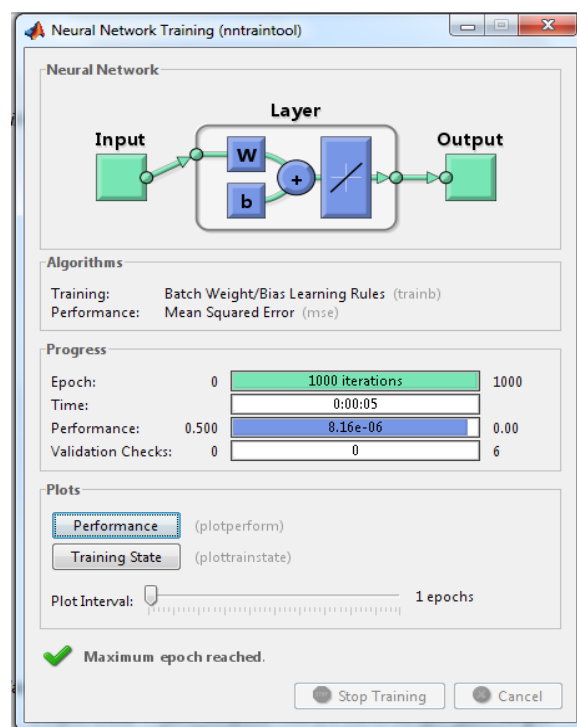 Neural Network Training (nntraintool)
Neural Network
Layer
Input
Output
W
b
+
Algorithms
Training: Batch Weight/Bias Learning Rules (trainb)
Performance: Mean Squared Error (mse)
Progress
Epoch: 0 1000 iterations 1000
Time: 0:00:05
Performance: 0.500 8.16e-06 0.00
Validation Checks: 0 0 6
Plots
Performance (plotperform)
Training State (plottrainstate)
Plot Interval: 1 epochs
Maximum epoch reached.
Stop Training Cancel